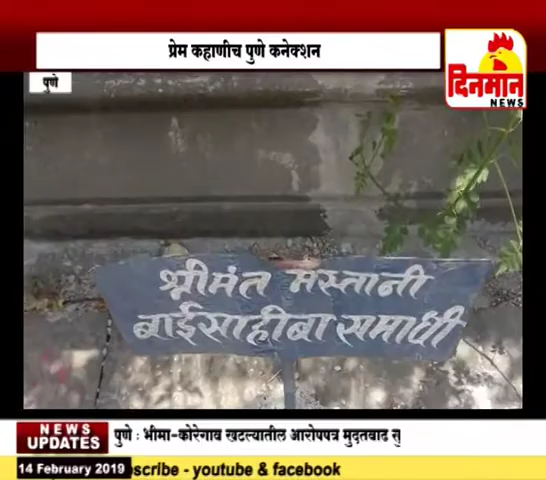 प्रेम कहाणीच पुणे कनेक्शन
दिनमान
NEWS
पुणे
श्रीमंत मस्तानी
बाईसाहीबा समाधी
NEWS
UPDATES
पुणे : भीमा-कोरेगाव खटल्यातील आरोपपत्र मुदतवाढ सु
14 February 2019
scribe - youtube & facebook